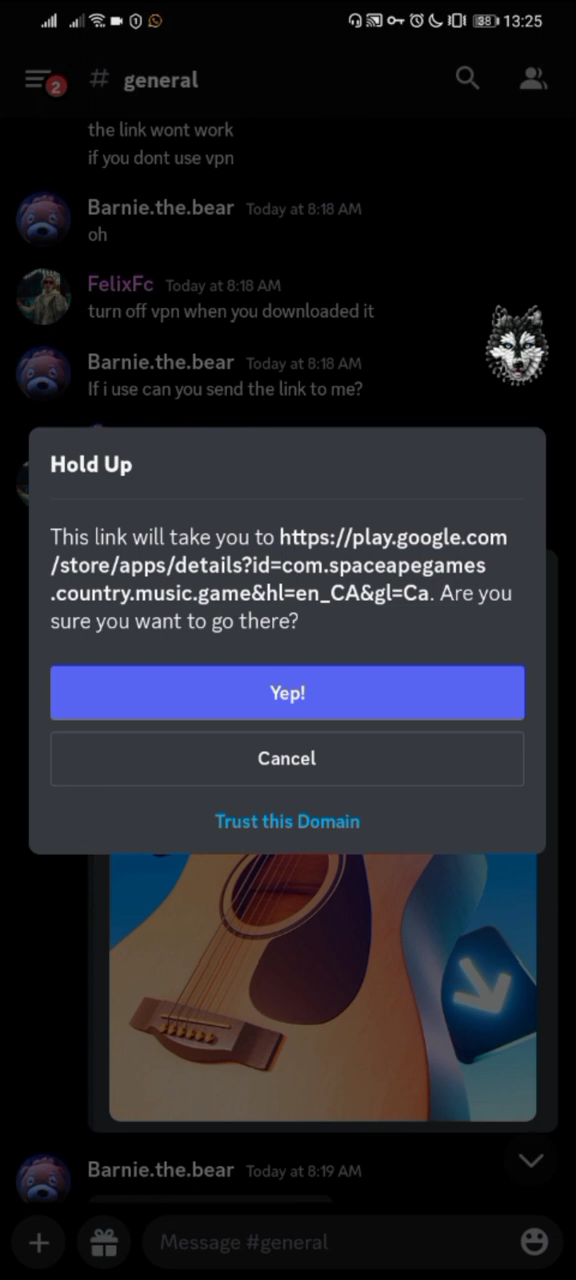 38 13:25
2
# general
the link wont work
if you dont use vpn
Barnie.the.bear Today at 8:18 AM
oh
FelixFc Today at 8:18 AM
turn off vpn when you downloaded it
Barnie.the.bear Today at 8:18 AM
If i use can you send the link to me?
Hold Up
This link will take you to https://play.google.com
/store/apps/details?id=com.spaceapegames
.country.music.game&hl=en_CA&gl=Ca. Are you
sure you want to go there?
Yep!
Cancel
Trust this Domain
Barnie.the.bear Today at 8:19 AM
Message #general